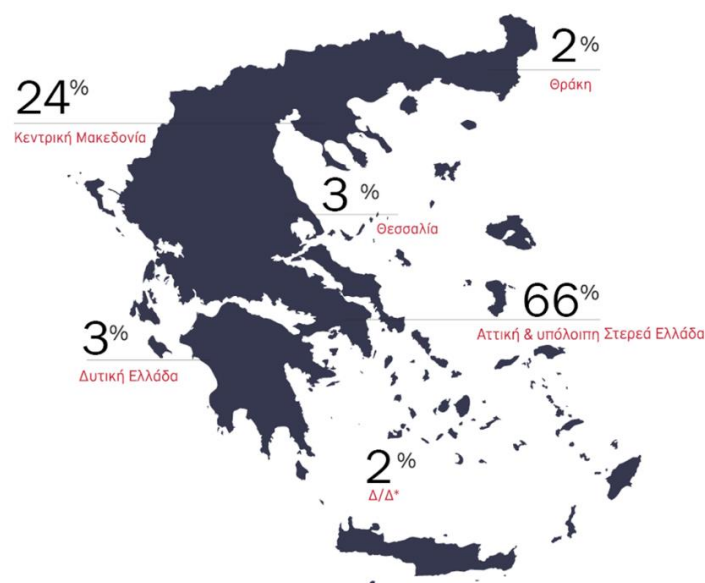 2%
Θράκη
24%
Κεντρική Μακεδονία
3 %
Θεσσαλία
66%
Αττική & υπόλοιπη Στερεά Ελλάδα
3%
Δυτική Ελλάδα
2%
Δ/Δ*